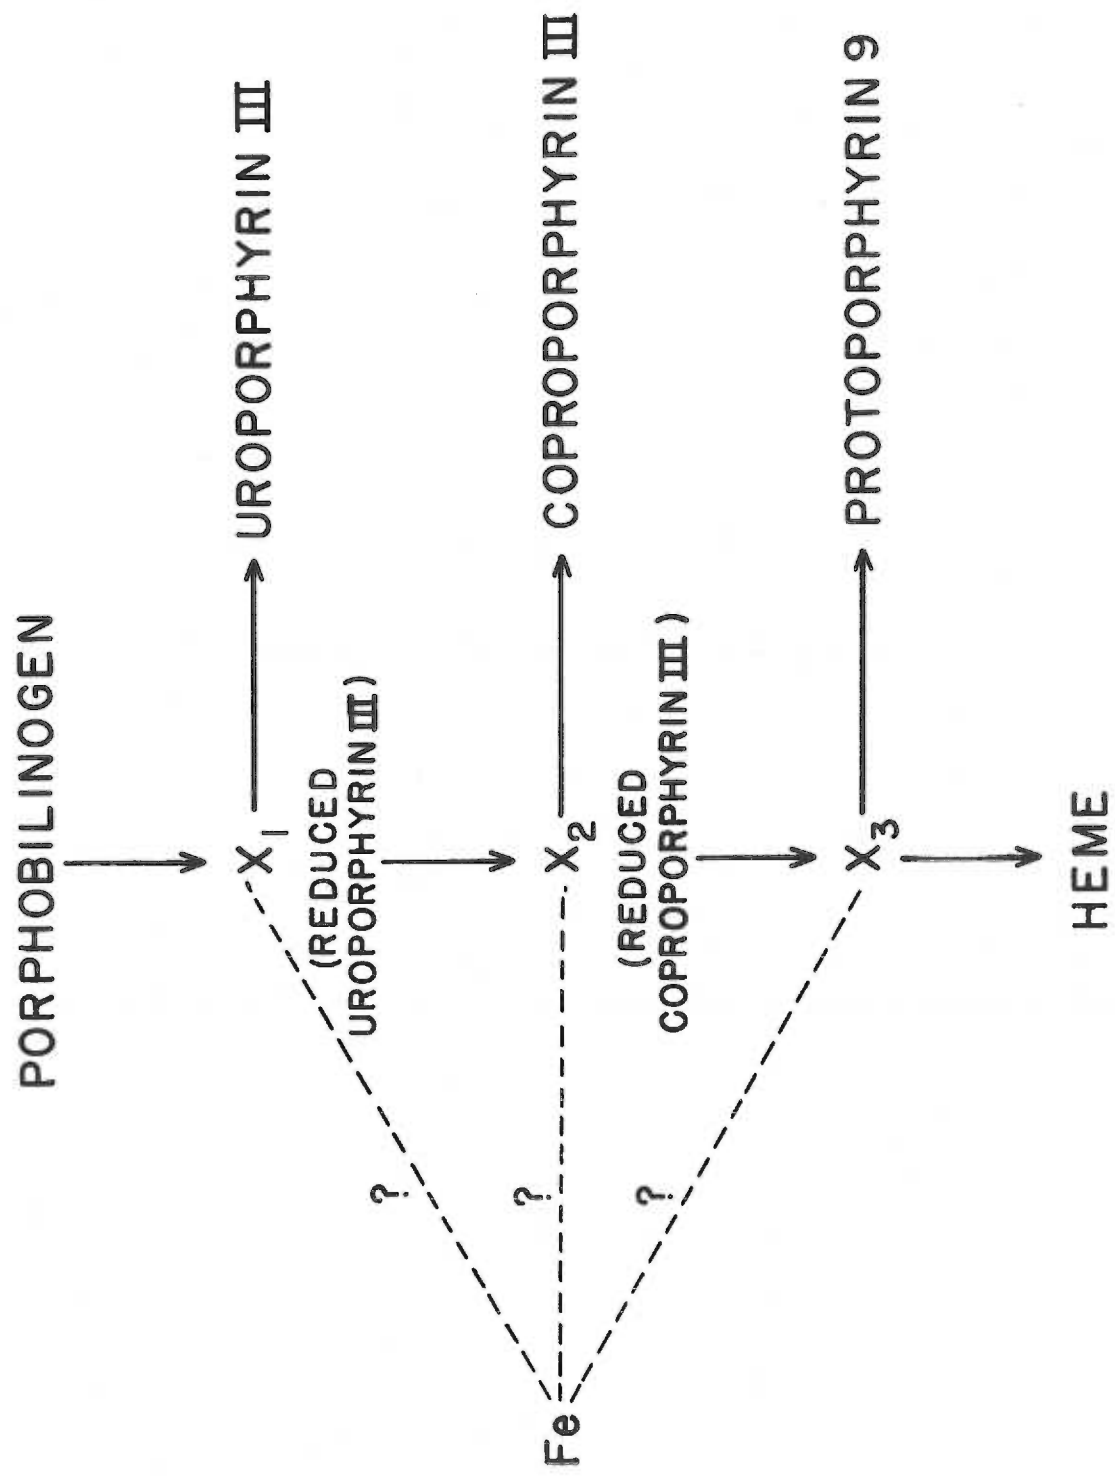 PORPHOBILINOGEN
X1
UROPORPHYRIN III
(REDUCED
UROPORPHYRIN III)
?
X2
COPROPORPHYRIN III
?
Fe
(REDUCED
COPROPORPHYRIN III)
?
X3
PROTOPORPHYRIN 9
HEME